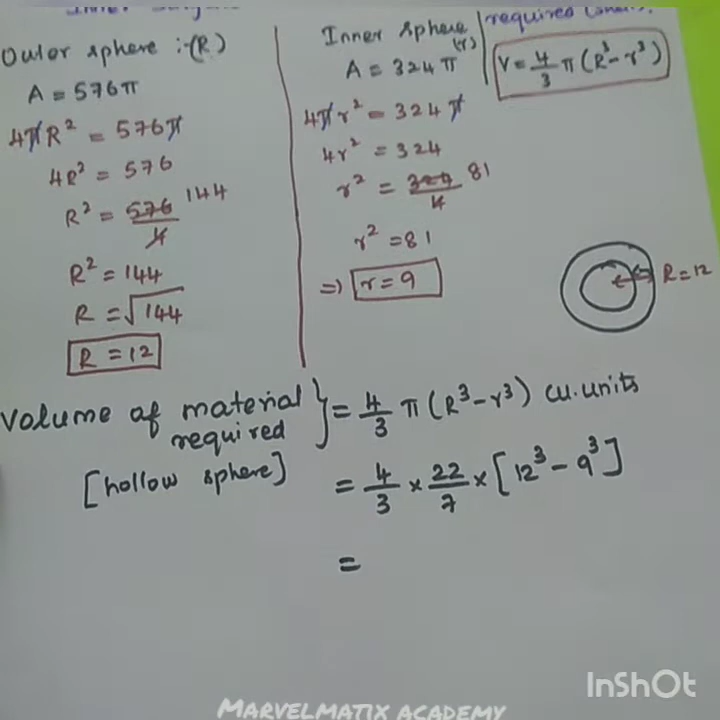 Outer sphere :-(R)
A = 576π
4πR² = 576π
4R² = 576
R² = 576/4 144
R² = 144
R = √144
R = 12
Inner sphere (r)
A = 324π
4πr² = 324π
4r² = 324
r² = 324/4 81
r² = 81
⇒ r = 9
required
V = 4/3 π (R³ - r³)
R = 12
Volume of material required } = 4/3 π (R³ - r³) cu.units
[hollow sphere] = 4/3 × 22/7 × [12³ - 9³]
=
InShOt
MARVELMATIX ACADEMY